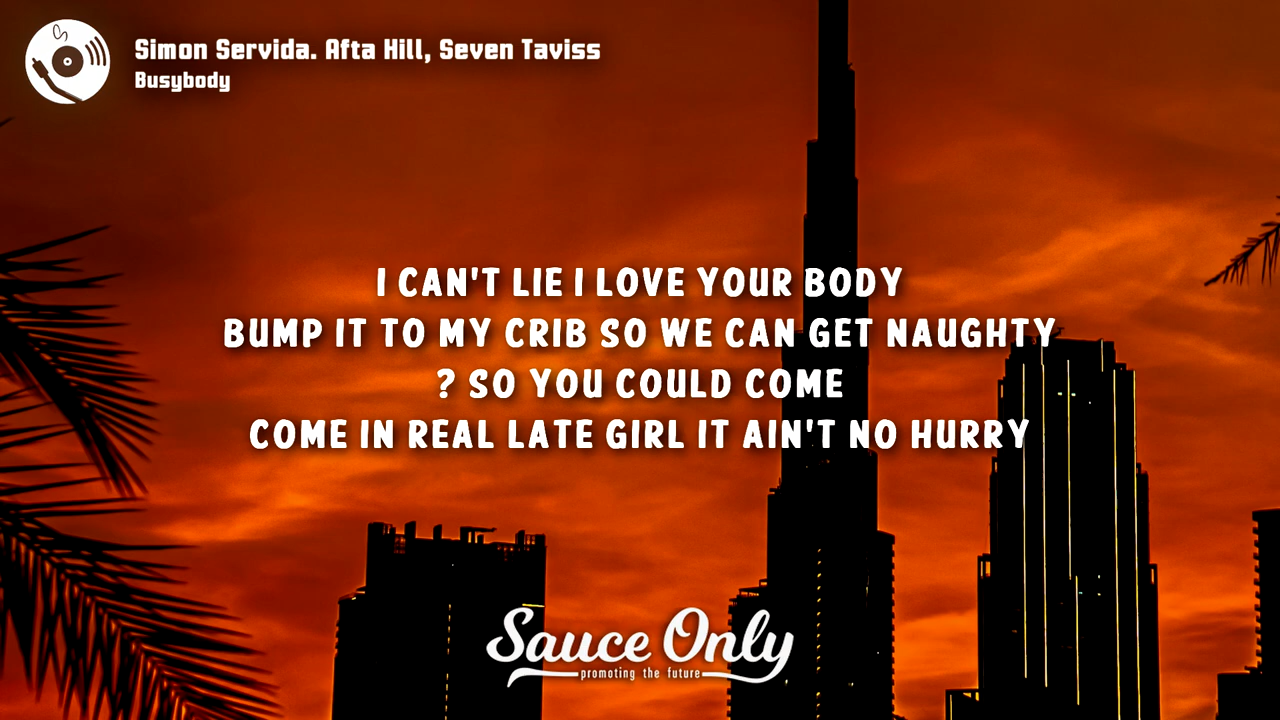 Simon Servida. Afta Hill, Seven Taviss
Busybody
I CAN'T LIE I LOVE YOUR BODY
BUMP IT TO MY CRIB SO WE CAN GET NAUGHTY
? SO YOU COULD COME
COME IN REAL LATE GIRL IT AIN'T NO HURRY
Sauce Only
promoting the future